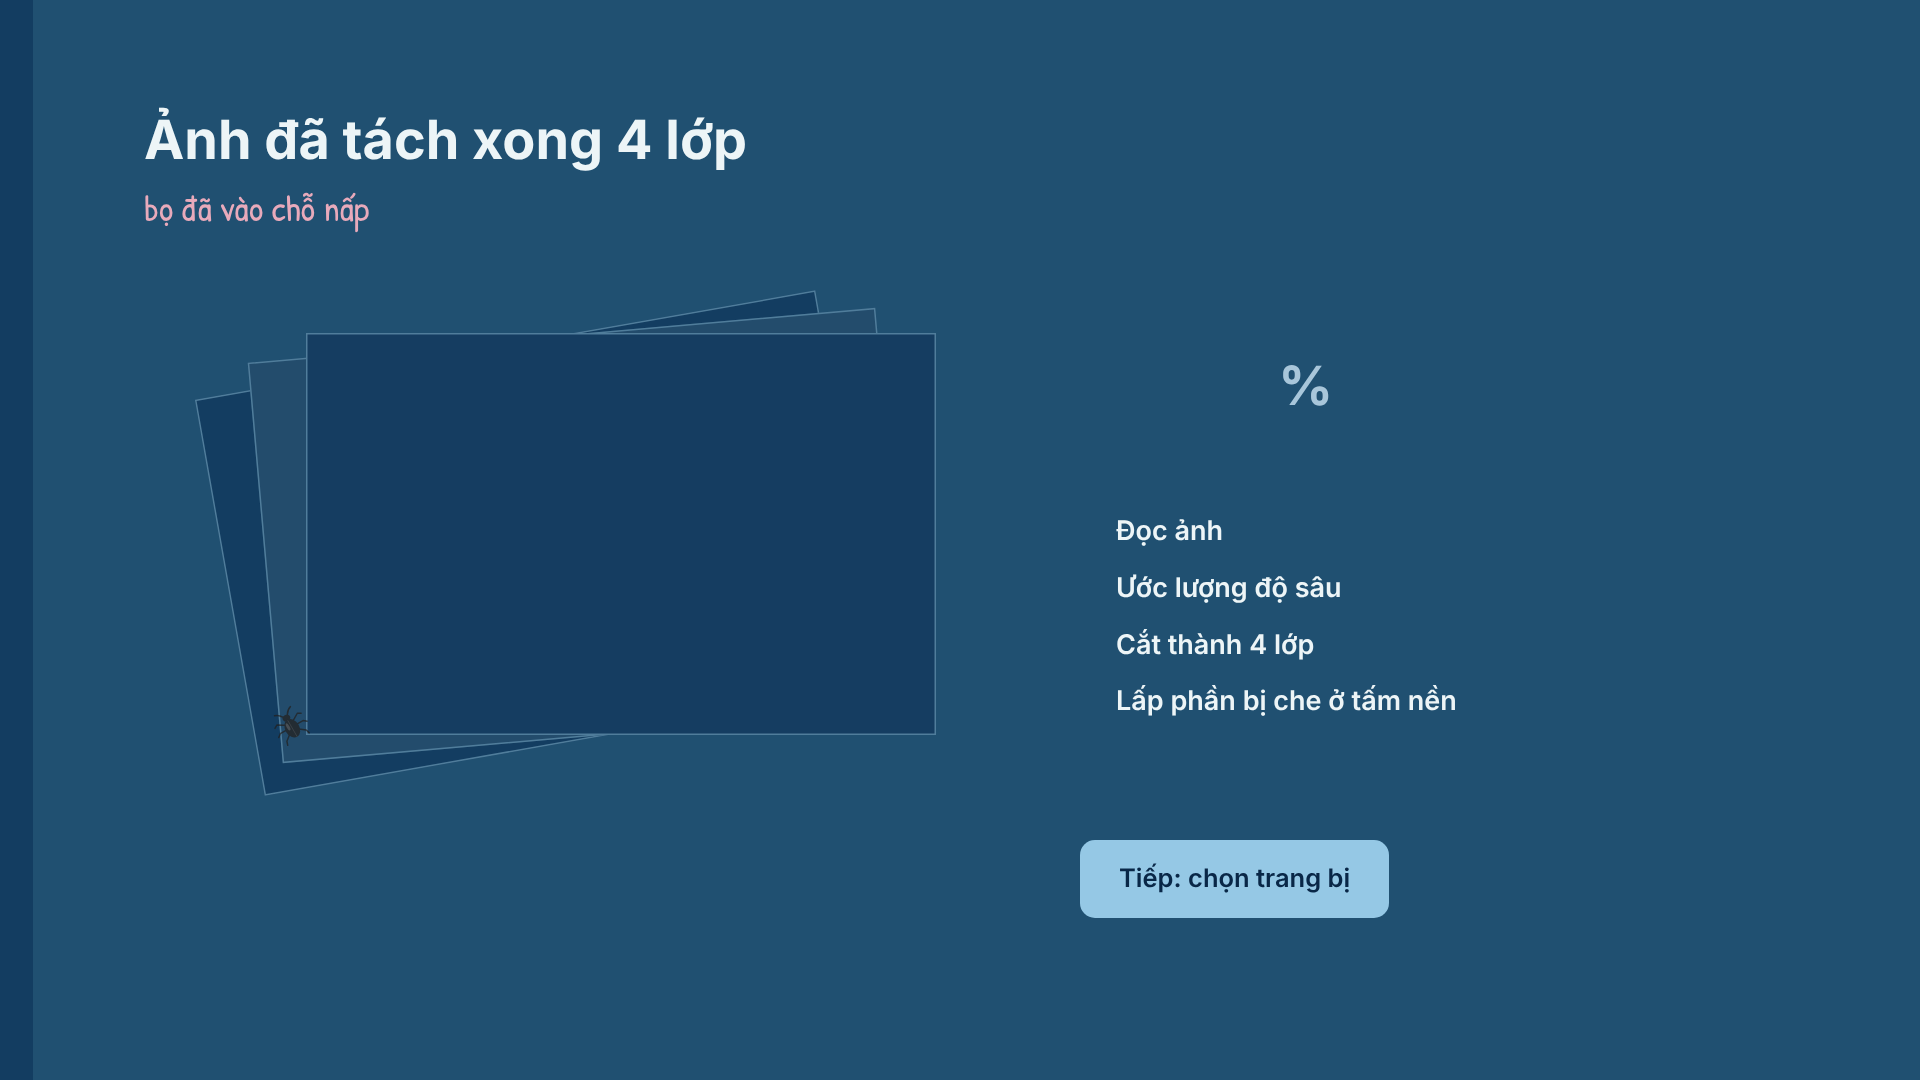 Ảnh đã tách xong 4 lớp
bọ đã vào chỗ nấp
%
Đọc ảnh
Ước lượng độ sâu
Cắt thành 4 lớp
Lấp phần bị che ở tấm nền
Tiếp: chọn trang bị